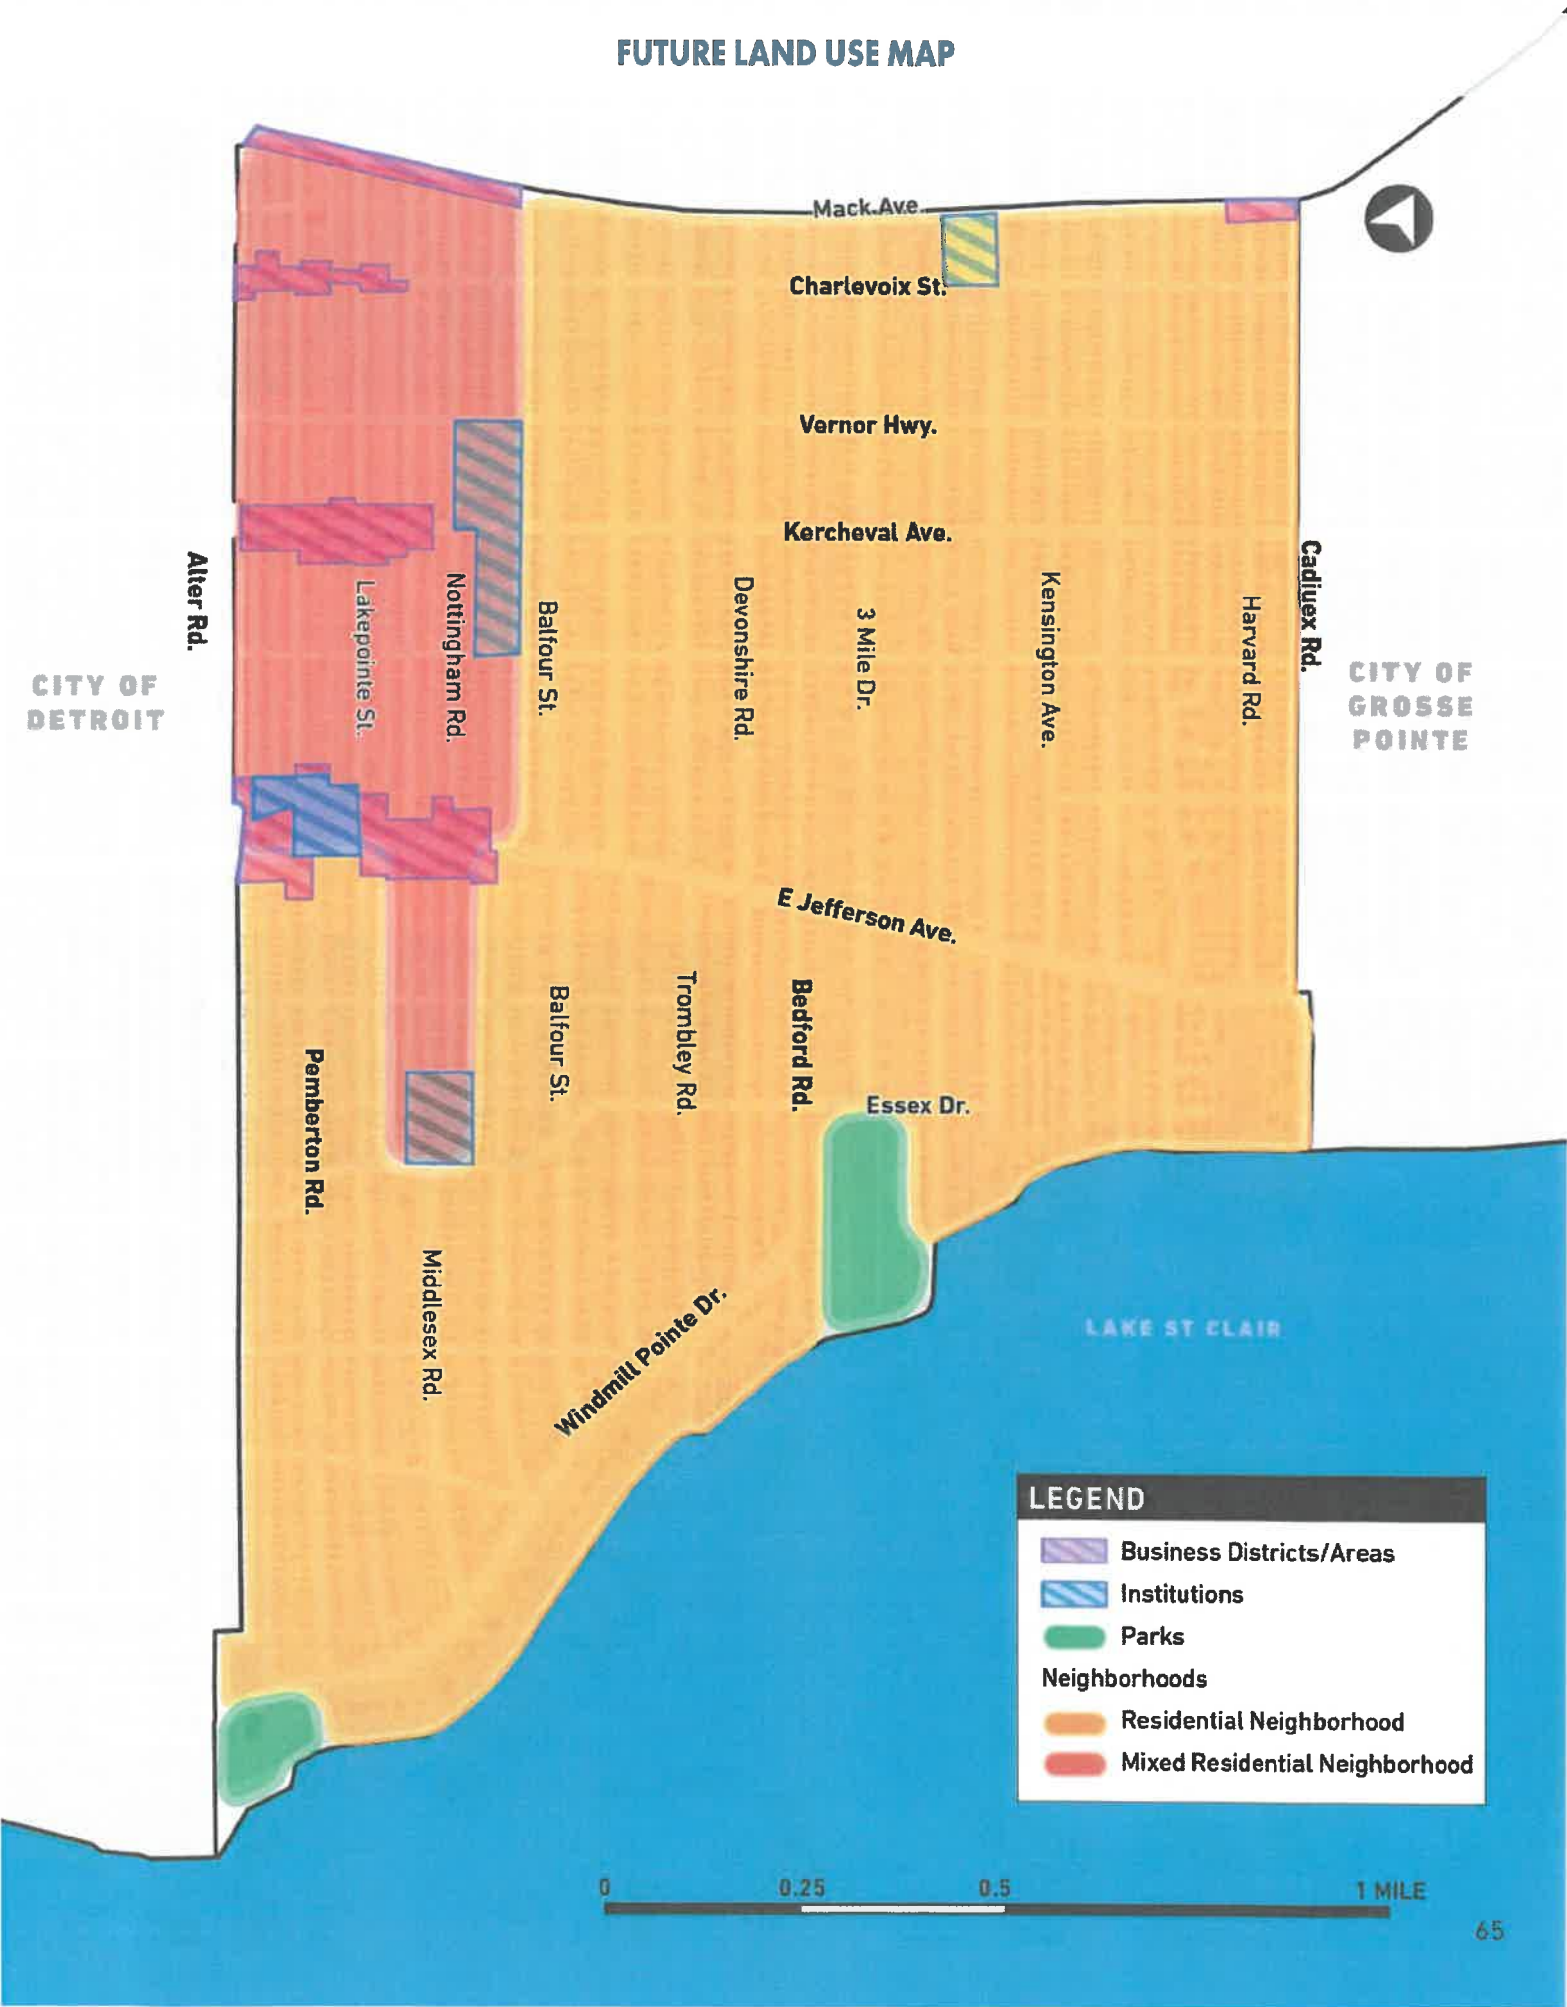 FUTURE LAND USE MAP
Mack Ave.
Charlevoix St.
Vernor Hwy.
Kercheval Ave.
Alter Rd.
Lakepointe St.
Nottingham Rd.
Balfour St.
Devonshire Rd.
3 Mile Dr.
Kensington Ave.
Harvard Rd.
Cadiuex Rd.
CITY OF
DETROIT
CITY OF
GROSSE
POINTE
E Jefferson Ave.
Pemberton Rd.
Balfour St.
Trombley Rd.
Bedford Rd.
Essex Dr.
Middlesex Rd.
Windmill Pointe Dr.
LAKE ST CLAIR
LEGEND
Business Districts/Areas
Institutions
Parks
Neighborhoods
Residential Neighborhood
Mixed Residential Neighborhood
0 0.25 0.5 1 MILE
65